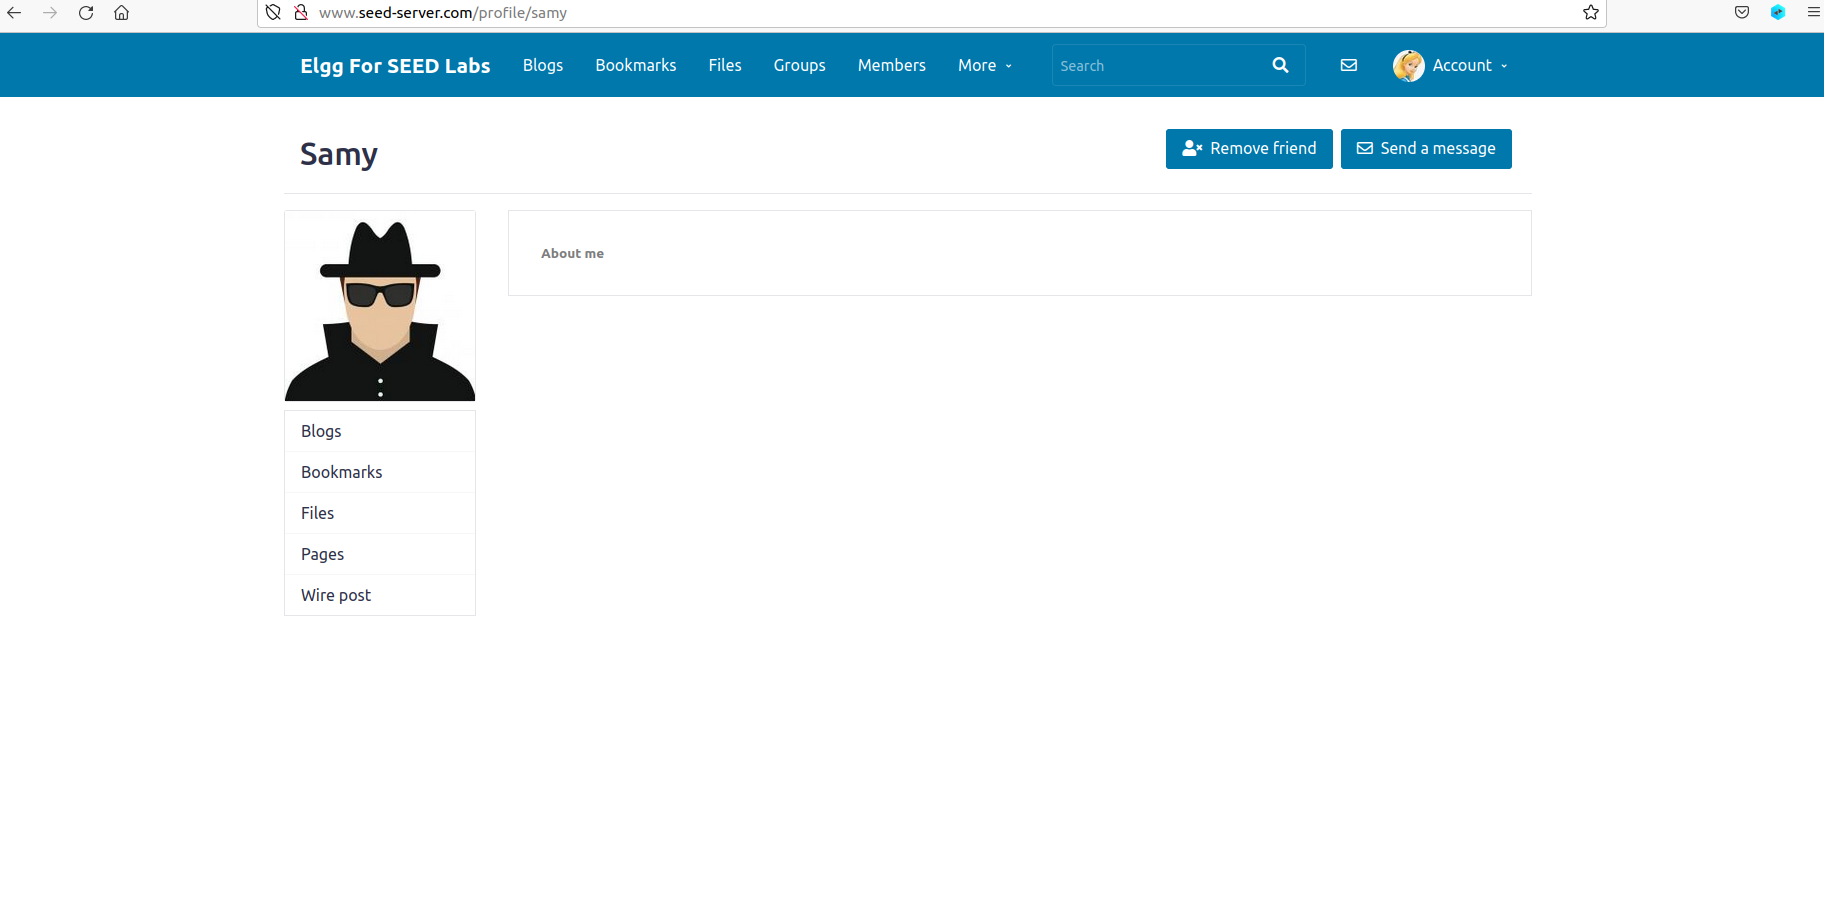 www.seed-server.com/profile/samy
Elgg For SEED Labs Blogs Bookmarks Files Groups Members More Search Account
Samy
Remove friend Send a message
About me
Blogs
Bookmarks
Files
Pages
Wire post